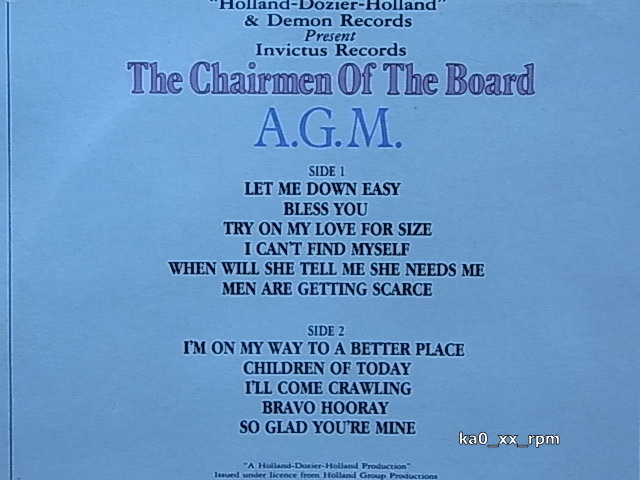 "Holland-Dozier-Holland"
& Demon Records
Present
Invictus Records
The Chairmen Of The Board
A.G.M.
SIDE 1
LET ME DOWN EASY
BLESS YOU
TRY ON MY LOVE FOR SIZE
I CAN'T FIND MYSELF
WHEN WILL SHE TELL ME SHE NEEDS ME
MEN ARE GETTING SCARCE
SIDE 2
I'M ON MY WAY TO A BETTER PLACE
CHILDREN OF TODAY
I'LL COME CRAWLING
BRAVO HOORAY
SO GLAD YOU'RE MINE
ka0_xx_rpm
"A Holland-Dozier-Holland Production"
Issued under licence from Holland Group Productions